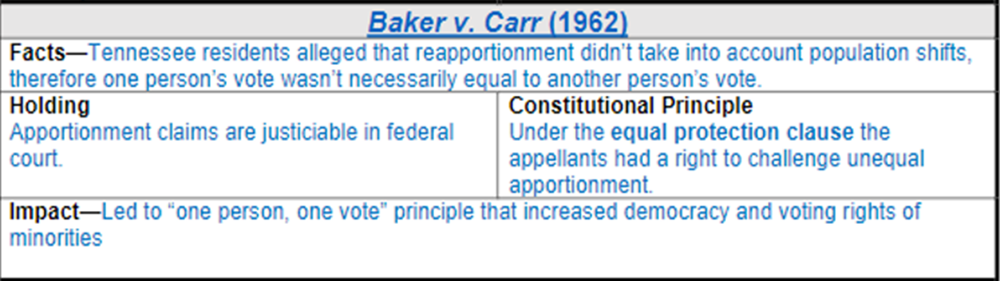 Baker v. Carr (1962)
Facts—Tennessee residents alleged that reapportionment didn't take into account population shifts,
therefore one person's vote wasn't necessarily equal to another person's vote.
Holding
Apportionment claims are justiciable in federal
court.
Constitutional Principle
Under the equal protection clause the
appellants had a right to challenge unequal
apportionment.
Impact—Led to “one person, one vote” principle that increased democracy and voting rights of
minorities